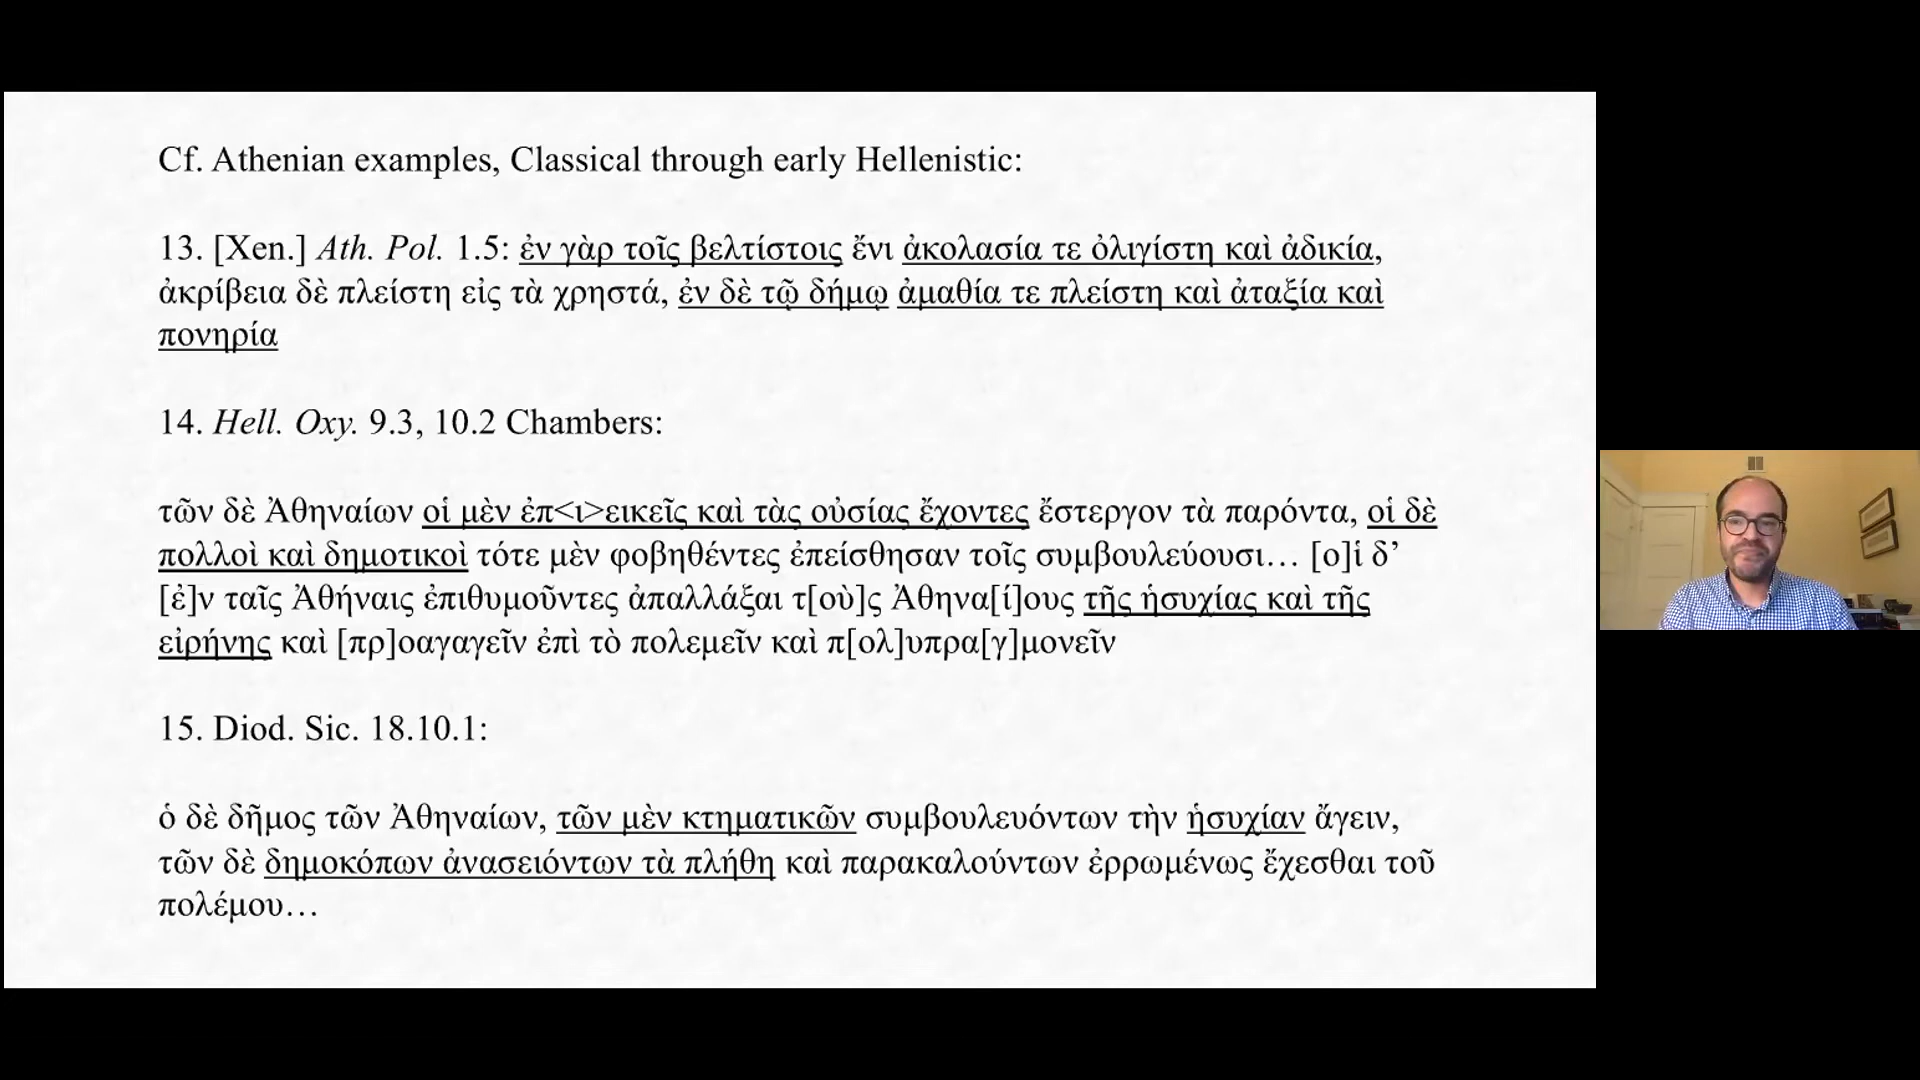 Cf. Athenian examples, Classical through early Hellenistic:
13. [Xen.] Ath. Pol. 1.5: ἐν γὰρ τοῖς βελτίστοις ἔνι ἀκολασία τε ὀλιγίστη καὶ ἀδικία,
ἀκρίβεια δὲ πλείστη εἰς τὰ χρηστά, ἐν δὲ τῷ δήμῳ ἀμαθία τε πλείστη καὶ ἀταξία καὶ
πονηρία
14. Hell. Oxy. 9.3, 10.2 Chambers:
τῶν δὲ Ἀθηναίων οἱ μὲν ἐπ<ι>εικεῖς καὶ τὰς οὐσίας ἔχοντες ἔστεργον τὰ παρόντα, οἱ δὲ
πολλοὶ καὶ δημοτικοὶ τότε μὲν φοβηθέντες ἐπείσθησαν τοῖς συμβουλεύουσι… [ο]ἱ δ’
[ἐ]ν ταῖς Ἀθήναις ἐπιθυμοῦντες ἀπαλλάξαι τ[οὺ]ς Ἀθηνα[ί]ους τῆς ἡσυχίας καὶ τῆς
εἰρήνης καὶ [πρ]οαγαγεῖν ἐπὶ τὸ πολεμεῖν καὶ π[ολ]υπρα[γ]μονεῖν
15. Diod. Sic. 18.10.1:
ὁ δὲ δῆμος τῶν Ἀθηναίων, τῶν μὲν κτηματικῶν συμβουλευόντων τὴν ἡσυχίαν ἄγειν,
τῶν δὲ δημοκόπων ἀνασειόντων τὰ πλήθη καὶ παρακαλούντων ἐρρωμένως ἔχεσθαι τοῦ
πολέμου…